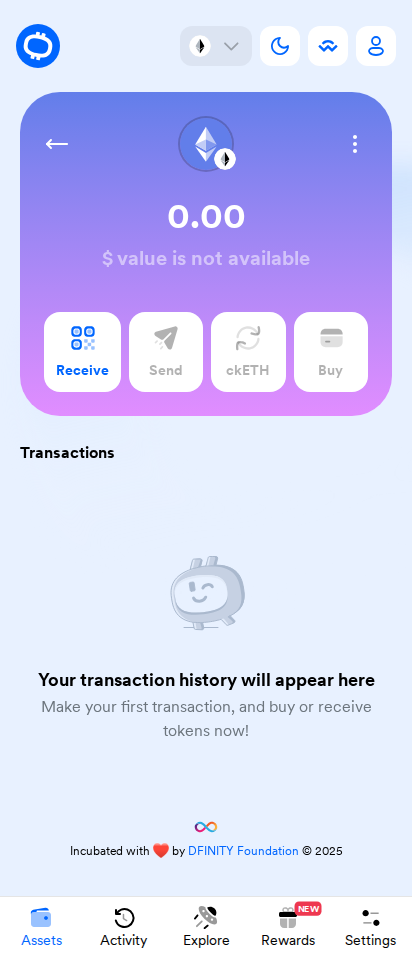 0.00
$ value is not available
Receive
Send
ckETH
Buy
Transactions
Your transaction history will appear here
Make your first transaction, and buy or receive
tokens now!
Incubated with ❤️ by DFINITY Foundation © 2025
NEW
Assets
Activity
Explore
Rewards
Settings